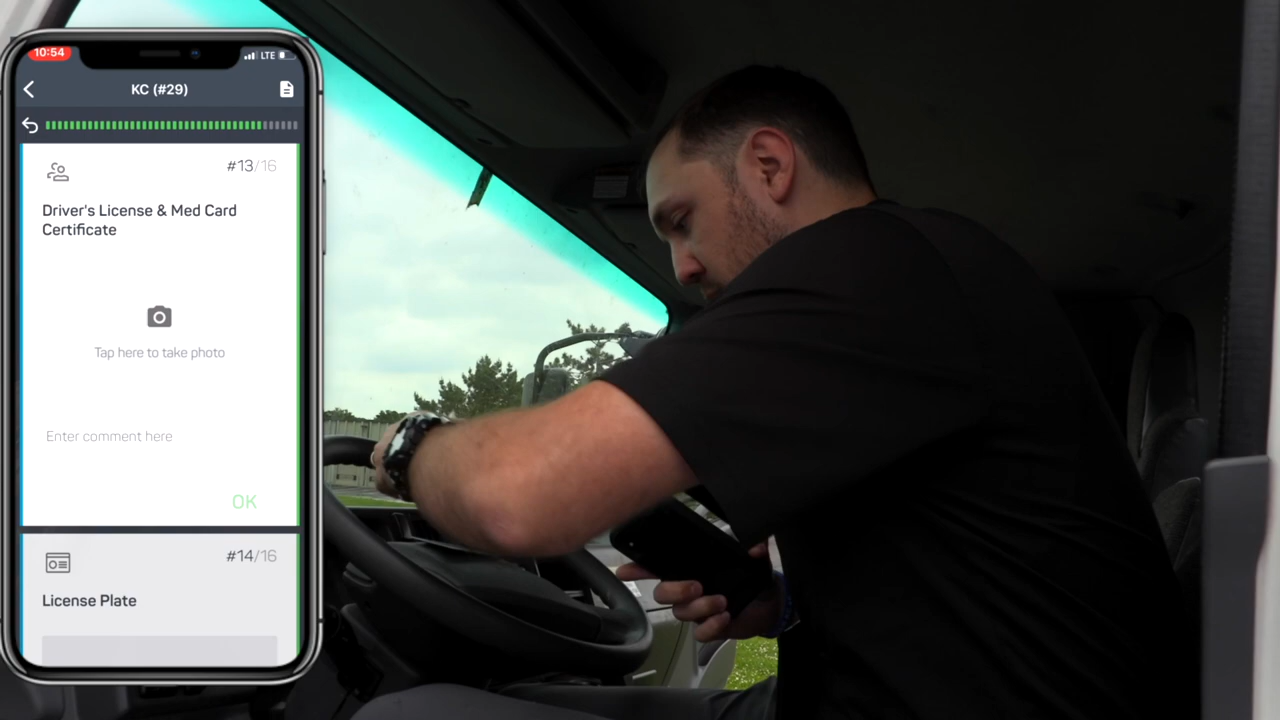 10:54
LTE
KC (#29)
#13/16
Driver's License & Med Card
Certificate
Tap here to take photo
Enter comment here
OK
#14/16
License Plate